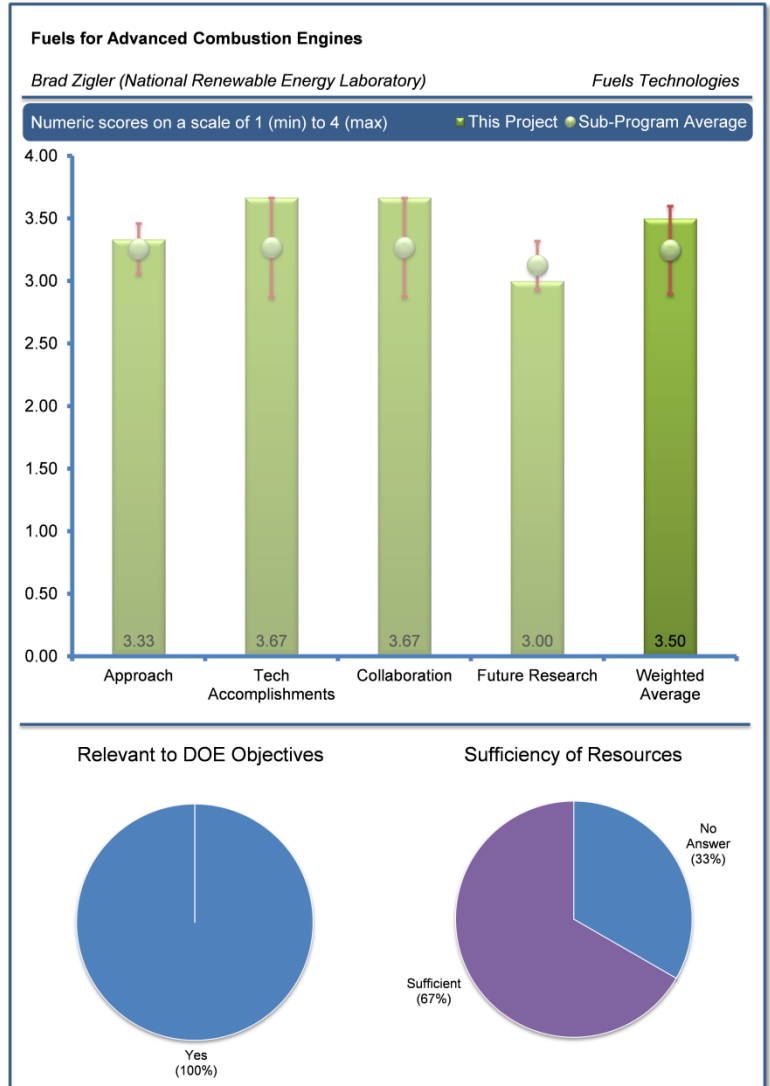 Fuels for Advanced Combustion Engines
Brad Zigler (National Renewable Energy Laboratory) Fuels Technologies
Numeric scores on a scale of 1 (min) to 4 (max) This Project Sub-Program Average
4.00
3.50
3.00
2.50
2.00
1.50
1.00
0.50
0.00
3.33 3.67 3.67 3.00 3.50
Approach Tech Collaboration Future Research Weighted
Accomplishments Average
Relevant to DOE Objectives Sufficiency of Resources
No
Answer
(33%)
Sufficient
(67%)
Yes
(100%)